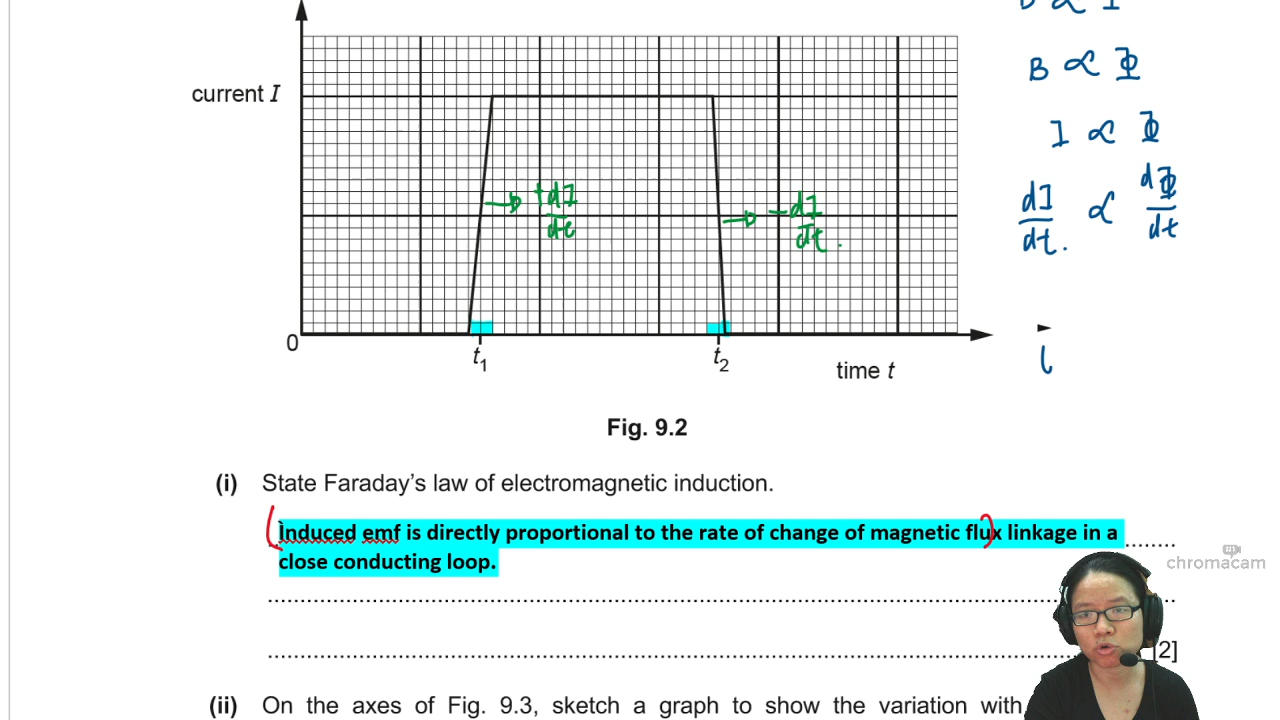 B ∝ I
B ∝ Φ
current I
I ∝ Φ
+dI/dt
-dI/dt.
dI/dt. ∝ dΦ/dt
0
t₁
t₂
time t
Fig. 9.2
(i) State Faraday's law of electromagnetic induction.
Ìnduced emf is directly proportional to the rate of change of magnetic flux linkage in a
close conducting loop.
chromacam
[2]
(ii) On the axes of Fig. 9.3, sketch a graph to show the variation with